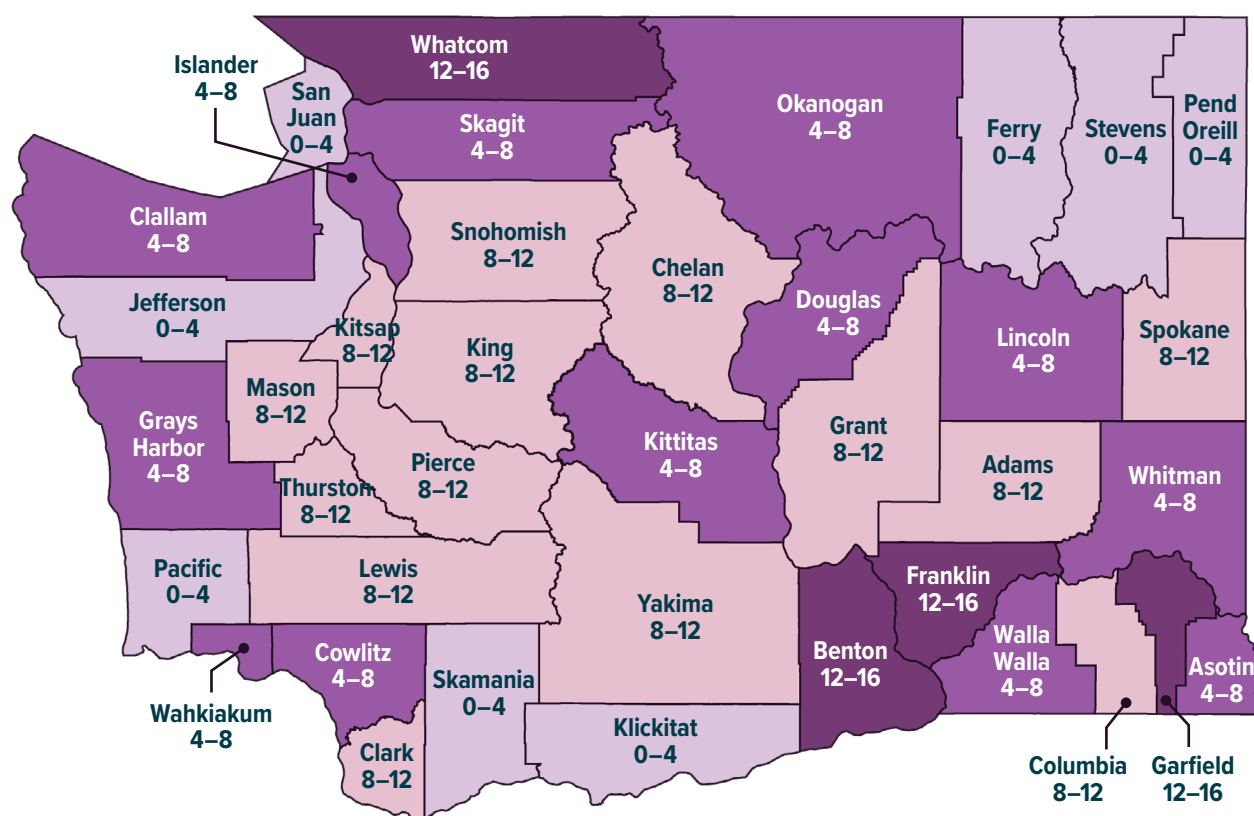 Whatcom
12–16
Islander
4–8
San
Juan
0–4
Skagit
4–8
Okanogan
4–8
Ferry
0–4
Stevens
0–4
Pend
Oreill
0–4
Clallam
4–8
Snohomish
8–12
Chelan
8–12
Jefferson
0–4
Kitsap
8–12
King
8–12
Douglas
4–8
Lincoln
4–8
Spokane
8–12
Mason
8–12
Grays
Harbor
4–8
Kittitas
4–8
Grant
8–12
Pierce
8–12
Thurston
8–12
Adams
8–12
Whitman
4–8
Pacific
0–4
Lewis
8–12
Yakima
8–12
Franklin
12–16
Benton
12–16
Walla
Walla
4–8
Asotin
4–8
Cowlitz
4–8
Skamania
0–4
Wahkiakum
4–8
Clark
8–12
Klickitat
0–4
Columbia
8–12
Garfield
12–16